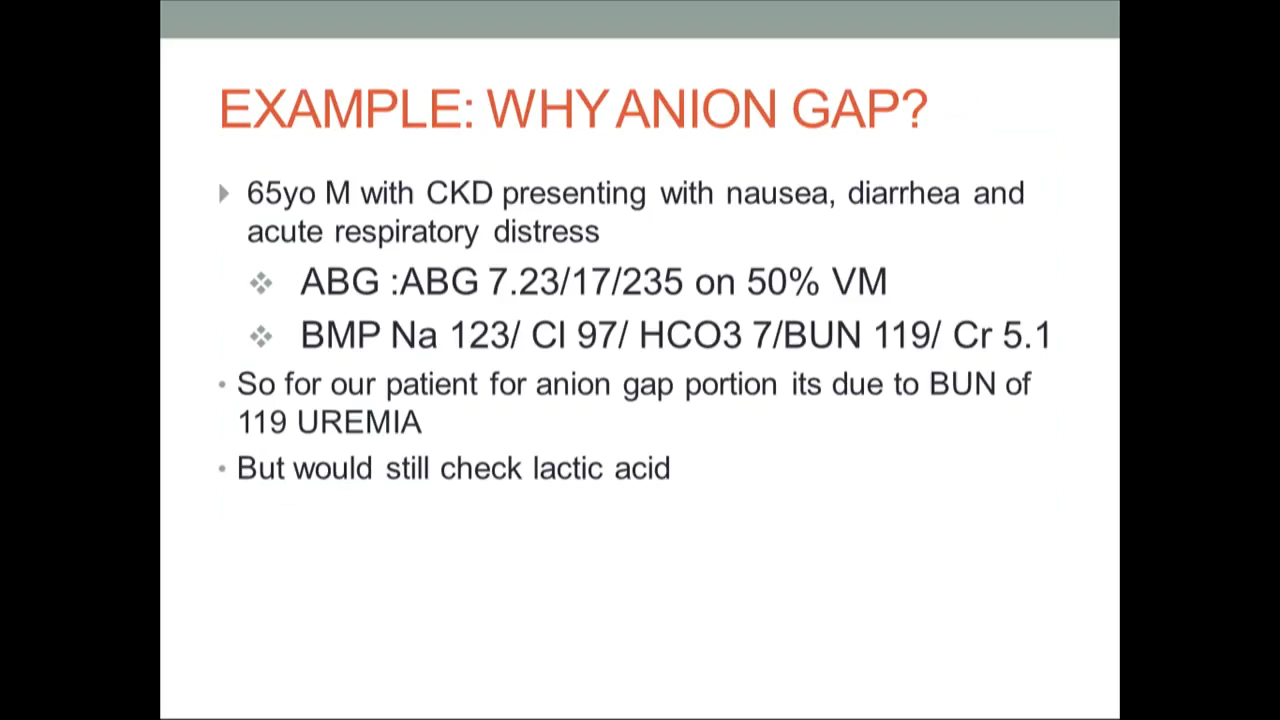 EXAMPLE: WHY ANION GAP?
65yo M with CKD presenting with nausea, diarrhea and
acute respiratory distress
ABG :ABG 7.23/17/235 on 50% VM
BMP Na 123/ Cl 97/ HCO3 7/BUN 119/ Cr 5.1
So for our patient for anion gap portion its due to BUN of
119 UREMIA
But would still check lactic acid